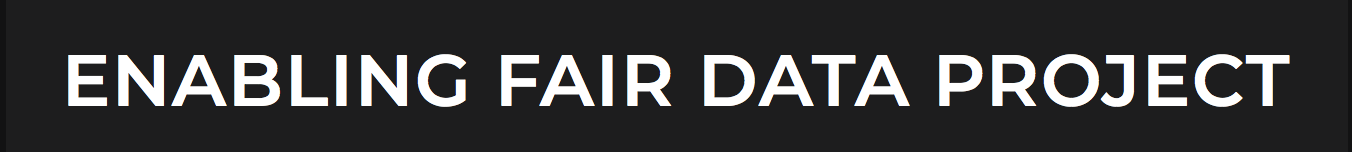 ENABLING FAIR DATA PROJECT